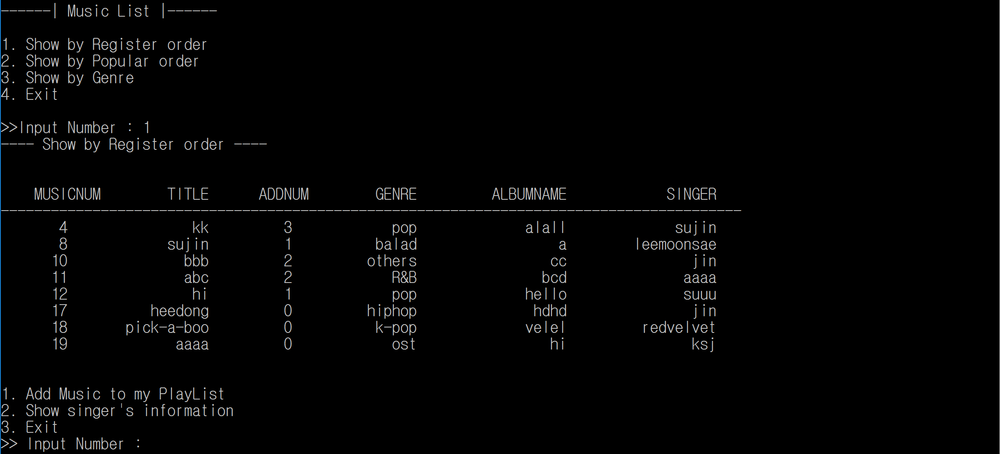 ------| Music List |------
1. Show by Register order
2. Show by Popular order
3. Show by Genre
4. Exit
>>Input Number : 1
---- Show by Register order ----
MUSICNUM TITLE ADDNUM GENRE ALBUMNAME SINGER
-----------------------------------------------------------------------------------------
4 kk 3 pop alall sujin
8 sujin 1 balad a leemoonsae
10 bbb 2 others cc jin
11 abc 2 R&B bcd aaaa
12 hi 1 pop hello suuu
17 heedong 0 hiphop hdhd jin
18 pick-a-boo 0 k-pop velel redvelvet
19 aaaa 0 ost hi ksj
1. Add Music to my PlayList
2. Show singer's information
3. Exit
>> Input Number :